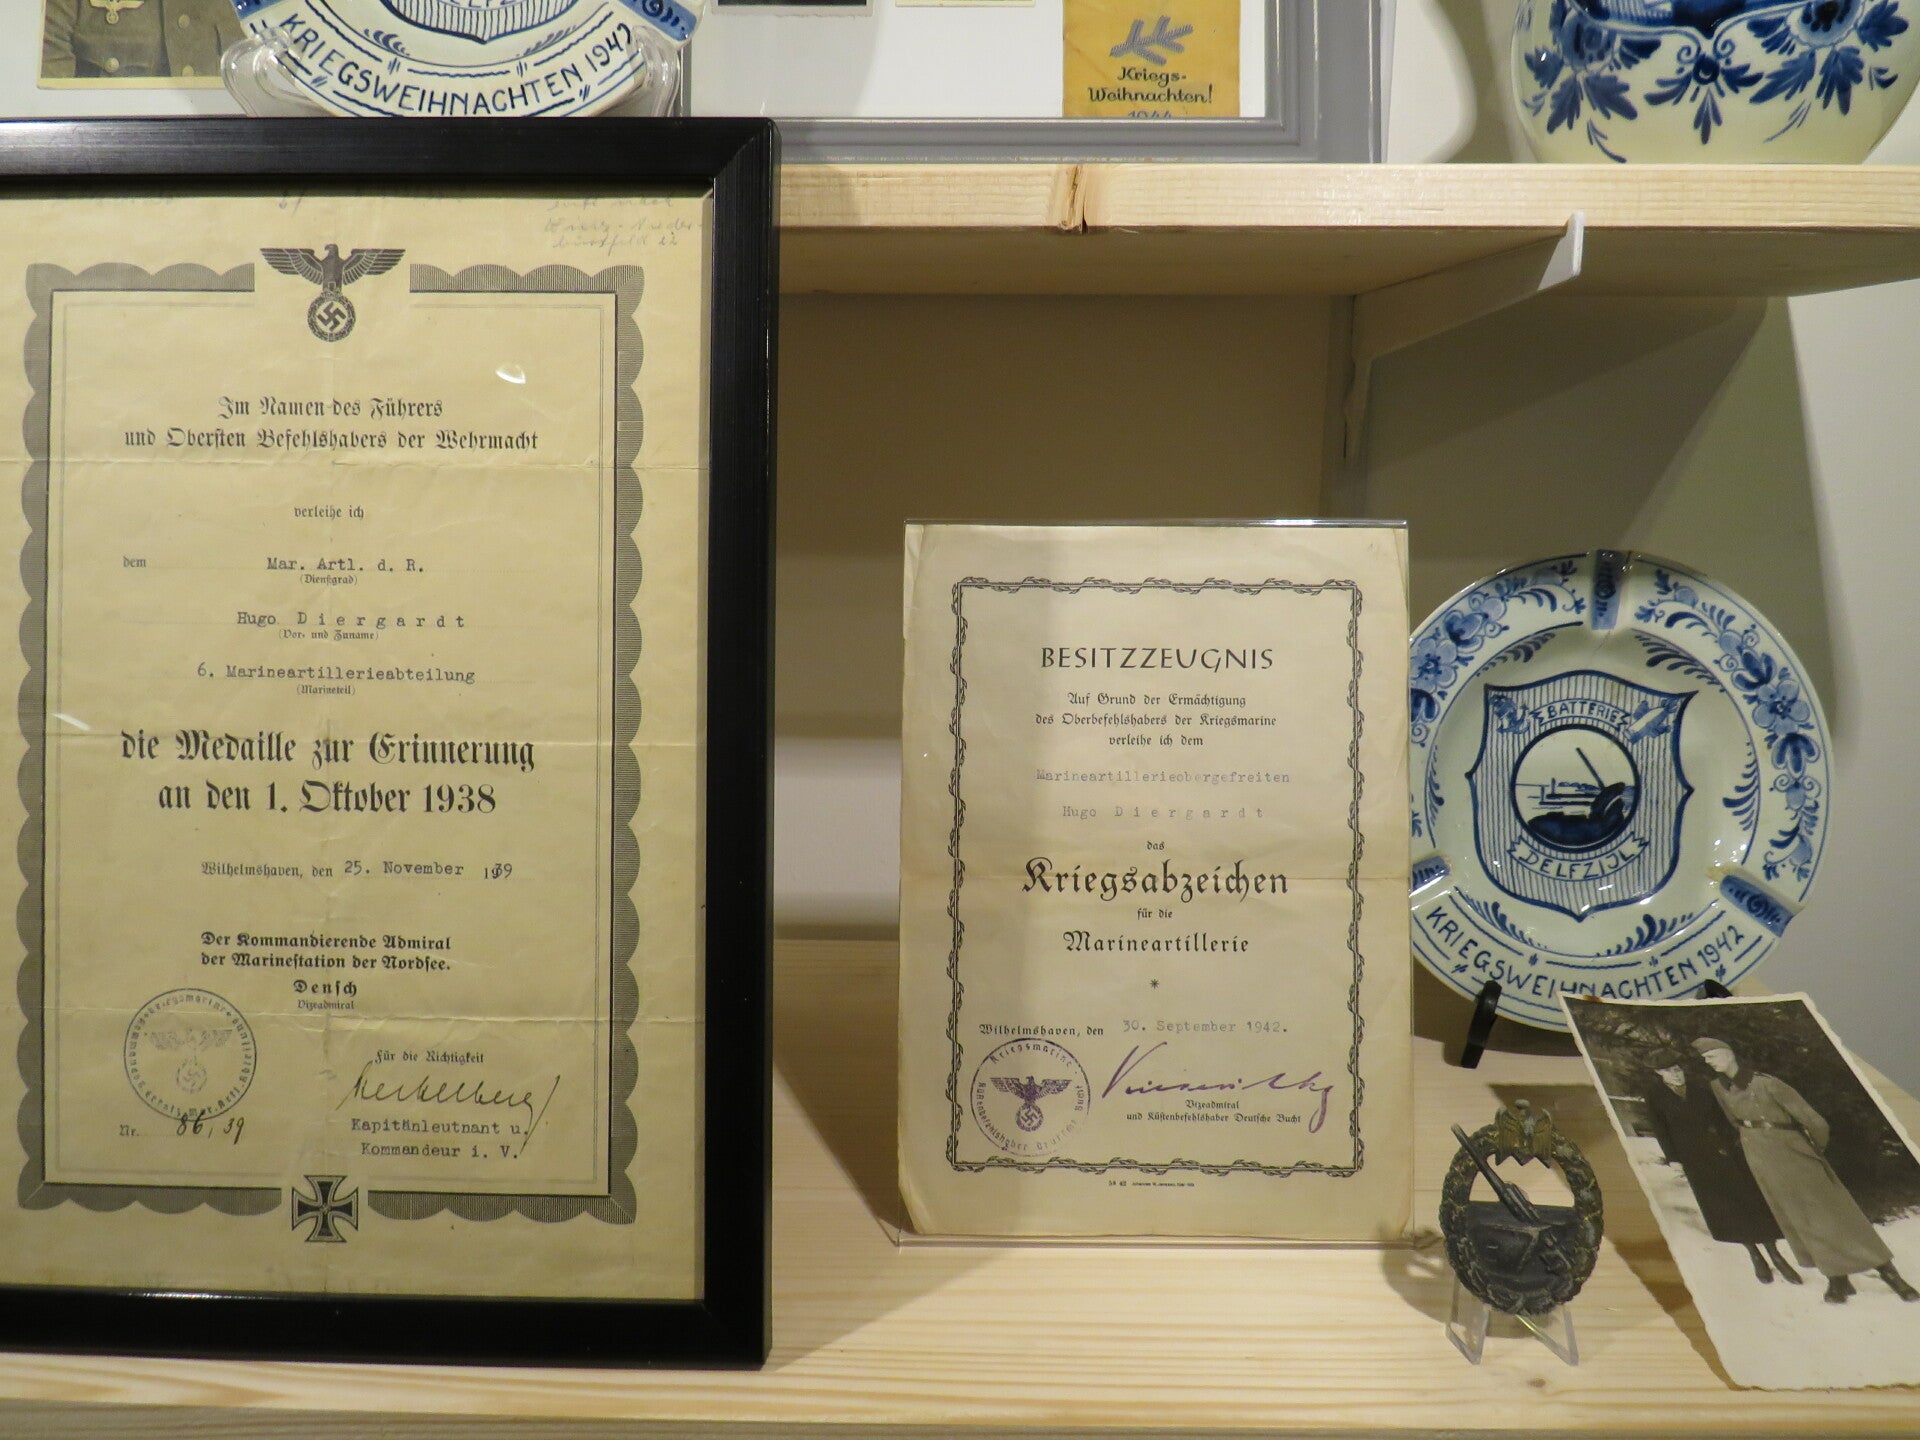 KRIEGSWEIHNACHTEN 1942
Kriegs-
Weihnachten!
1944
Im Namen des Führers
und Obersten Befehlshabers der Wehrmacht
verleihe ich
dem Mar. Artl. d. R.
(Dienstgrad)
Hugo Diergardt
(Vor- und Zuname)
6. Marineartillerieabteilung
(Marineteil)
die Medaille zur Erinnerung
an den 1. Oktober 1938
Wilhelmshaven, den 25. November 1939
Der Kommandierende Admiral
der Marinestation der Nordsee.
Densch
Vizeadmiral
Für die Richtigkeit
Kapitänleutnant u.
Kommandeur i. V.
Nr. 86/39
BESITZZEUGNIS
Auf Grund der Ermächtigung
des Oberbefehlshabers der Kriegsmarine
verleihe ich dem
Marineartillerieobergefreiten
Hugo Diergardt
das
Kriegsabzeichen
für die
Marineartillerie
*
Wilhelmshaven, den 30. September 1942.
Kriegsmarine
Vizeadmiral
und Küstenbefehlshaber Deutsche Bucht
BATTERIE
DELFZIJL
KRIEGSWEIHNACHTEN 1942